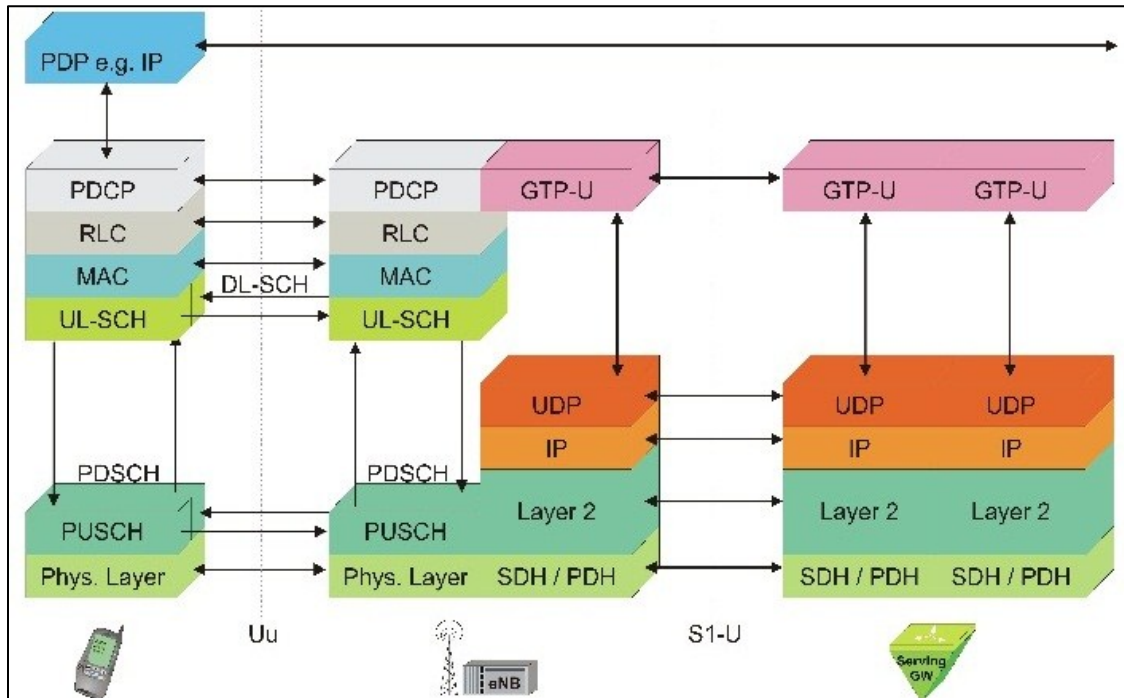 PDP e.g. IP
PDCP
PDCP
GTP-U
GTP-U
GTP-U
RLC
RLC
MAC
DL-SCH
MAC
UL-SCH
UL-SCH
UDP
UDP
UDP
IP
IP
IP
PDSCH
PDSCH
Layer 2
Layer 2
Layer 2
PUSCH
PUSCH
Phys. Layer
Phys. Layer
SDH / PDH
SDH / PDH
SDH / PDH
Uu
S1-U
eNB
Serving
GW